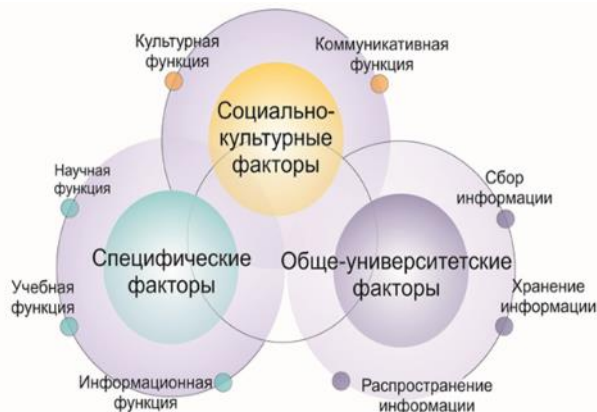 Культурная
функция
Коммуникативная
функция
Социально-
культурные
факторы
Научная
функция
Сбор
информации
Специфические
факторы
Обще-университетские
факторы
Учебная
функция
Хранение
информации
Информационная
функция
Распространение
информации